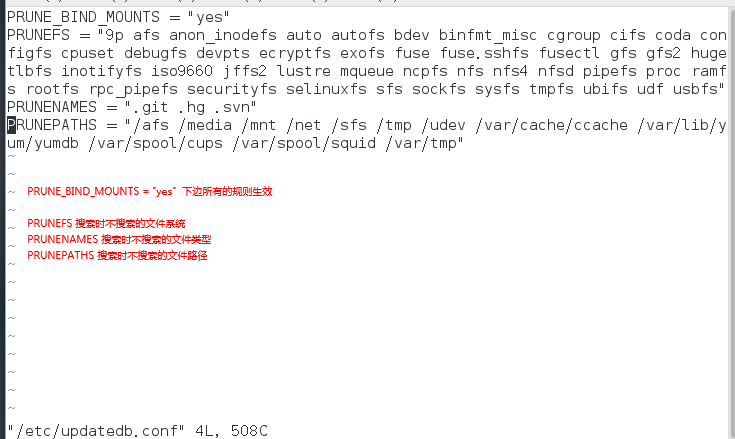 PRUNE_BIND_MOUNTS = "yes"
PRUNEFS = "9p afs anon_inodefs auto autofs bdev binfmt_misc cgroup cifs coda con
figfs cpuset debugfs devpts ecryptfs exofs fuse fuse.sshfs fusectl gfs gfs2 huge
tlbfs inotifyfs iso9660 jffs2 lustre mqueue ncpfs nfs nfs4 nfsd pipefs proc ramf
s rootfs rpc_pipefs securityfs selinuxfs sfs sockfs sysfs tmpfs ubifs udf usbfs"
PRUNENAMES = ".git .hg .svn"
PRUNEPATHS = "/afs /media /mnt /net /sfs /tmp /udev /var/cache/ccache /var/lib/y
um/yumdb /var/spool/cups /var/spool/squid /var/tmp"
~
~
~ PRUNE_BIND_MOUNTS = "yes" 下边所有的规则生效
~
~ PRUNEFS 搜索时不搜索的文件系统
~ PRUNENAMES 搜索时不搜索的文件类型
~ PRUNEPATHS 搜索时不搜索的文件路径
~
~
~
~
~
~
~
~
~
"/etc/updatedb.conf" 4L, 508C